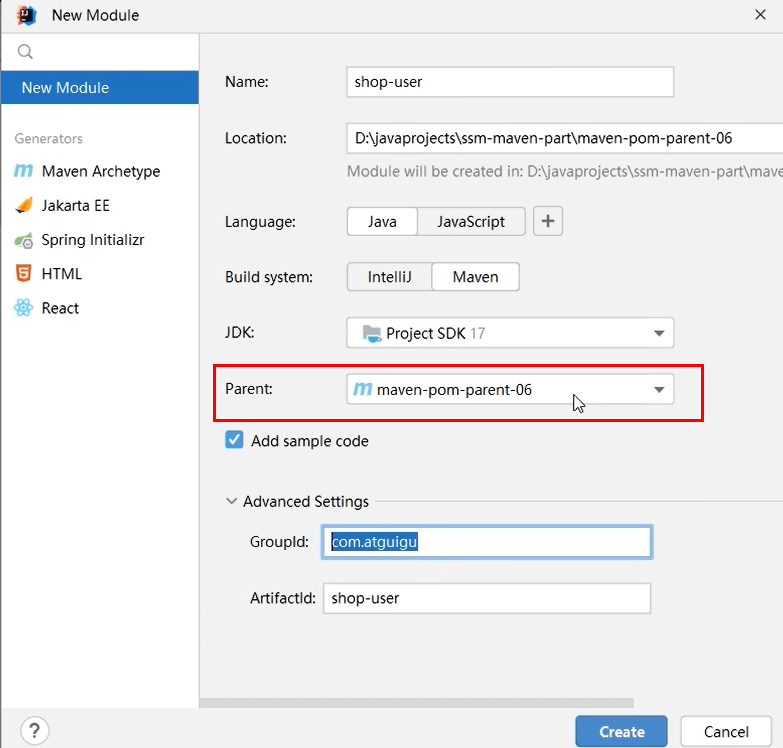 New Module
New Module
Generators
Maven Archetype
Jakarta EE
Spring Initializr
HTML
React
Name: shop-user
Location: D:\javaprojects\ssm-maven-part\maven-pom-parent-06
Module will be created in: D:\javaprojects\ssm-maven-part\mave
Language: Java JavaScript +
Build system: IntelliJ Maven
JDK: Project SDK 17
Parent: m maven-pom-parent-06
Add sample code
Advanced Settings
GroupId: com.atguigu
ArtifactId: shop-user
? Create Cancel